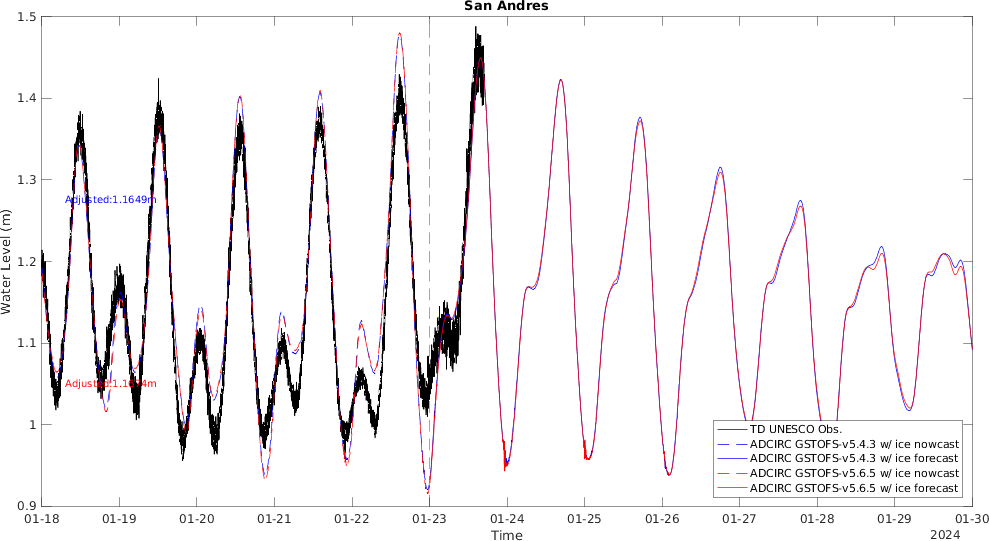 San Andres
Water Level (m)
1.5
1.4
1.3
1.2
1.1
1
0.9
Adjusted:1.1649m
01-18
01-19
01-20
01-21
01-22
01-23
01-24
01-25
01-26
01-27
01-28
01-29
01-30
Time
2024
TD UNESCO Obs.
ADCIRC GSTOFS-v5.4.3 w/ ice nowcast
ADCIRC GSTOFS-v5.4.3 w/ ice forecast
ADCIRC GSTOFS-v5.6.5 w/ ice nowcast
ADCIRC GSTOFS-v5.6.5 w/ ice forecast